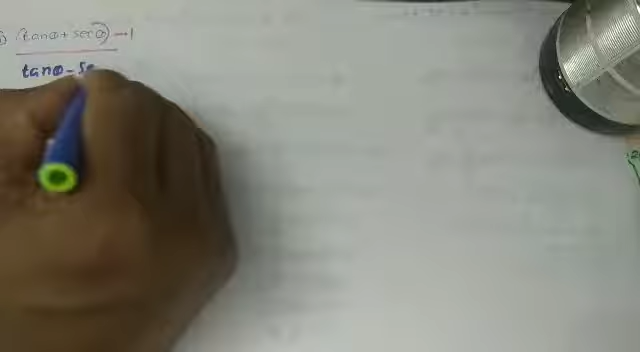 (tanθ + secθ) - 1
tanθ - se